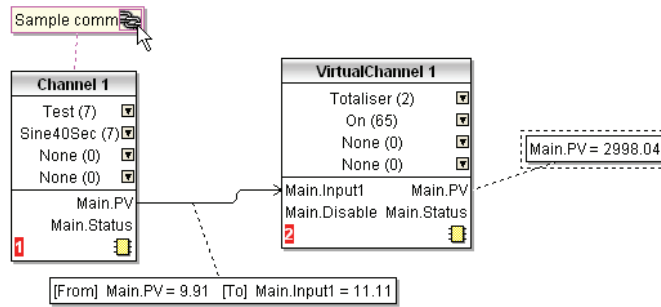 Sample comm
Channel 1
Test (7)
Sine40Sec (7)
None (0)
None (0)
Main.PV
Main.Status
1
VirtualChannel 1
Totaliser (2)
On (65)
None (0)
None (0)
Main.Input1 Main.PV
Main.Disable Main.Status
2
Main.PV = 2998.04
[From] Main.PV = 9.91 [To] Main.Input1 = 11.11